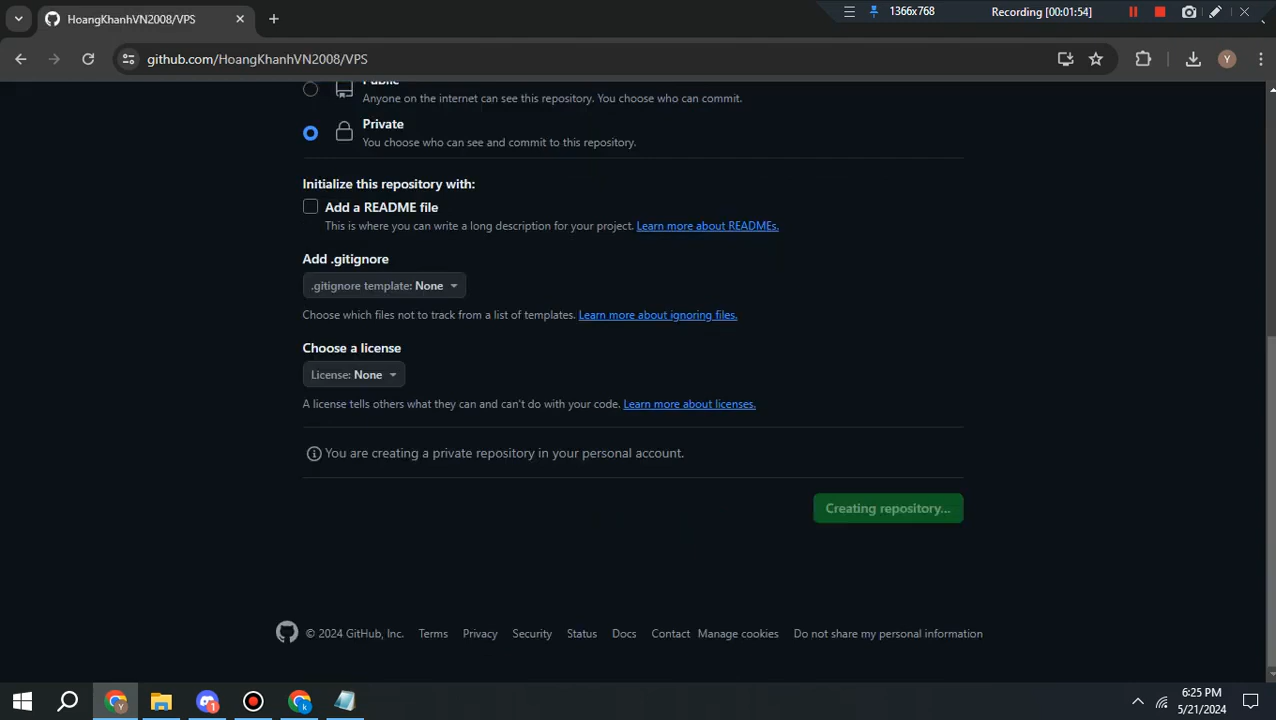 HoangKhanhVN2008/VPS
1366x768
Recording [00:01:54]
github.com/HoangKhanhVN2008/VPS
Y
Public
Anyone on the internet can see this repository. You choose who can commit.
Private
You choose who can see and commit to this repository.
Initialize this repository with:
Add a README file
This is where you can write a long description for your project. Learn more about READMEs.
Add .gitignore
.gitignore template: None
Choose which files not to track from a list of templates. Learn more about ignoring files.
Choose a license
License: None
A license tells others what they can and can't do with your code. Learn more about licenses.
You are creating a private repository in your personal account.
Creating repository...
© 2024 GitHub, Inc. Terms Privacy Security Status Docs Contact Manage cookies Do not share my personal information
Y
1
k
6:25 PM
5/21/2024